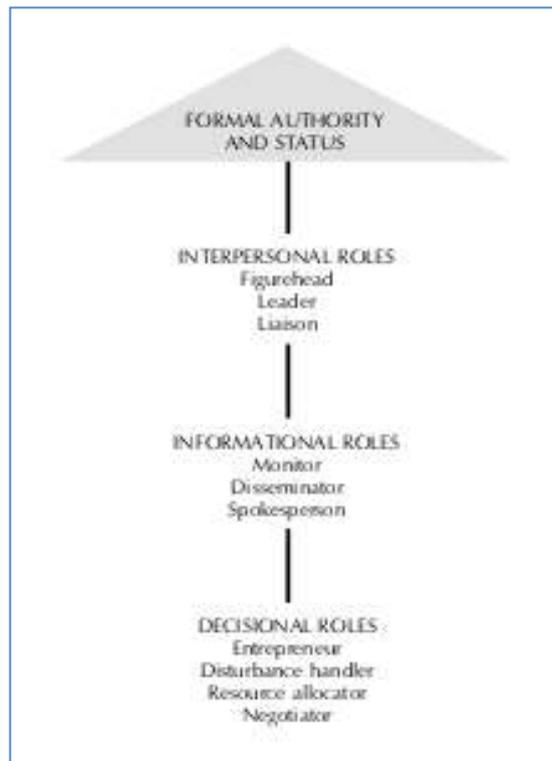 FORMAL AUTHORITY
AND STATUS
INTERPERSONAL ROLES
Figurehead
Leader
Liaison
INFORMATIONAL ROLES
Monitor
Disseminator
Spokesperson
DECISIONAL ROLES
Entrepreneur
Disturbance handler
Resource allocator
Negotiator